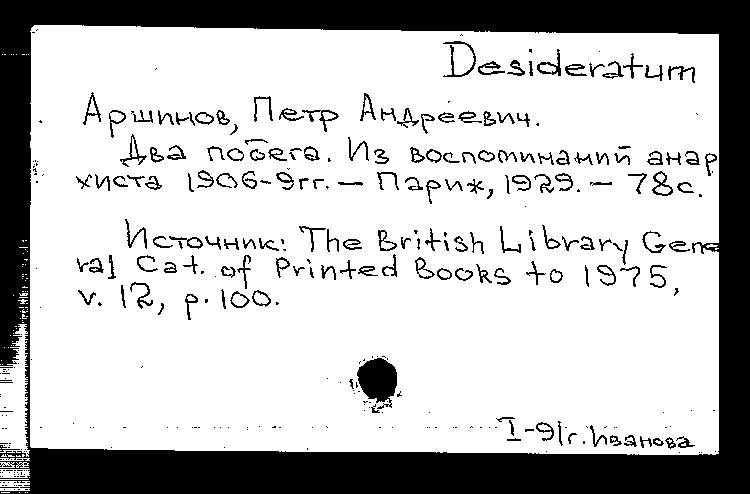 Desideratum
Аршинов, Петр Андреевич.
Два побега. Из воспоминаний анар
хиста 1906-9гг. — Париж, 1929. — 78с.
Источник: The British Library Gene
ral Cat. of Printed Books to 1975,
v. 12, p. 100.
I-91г. Иванова